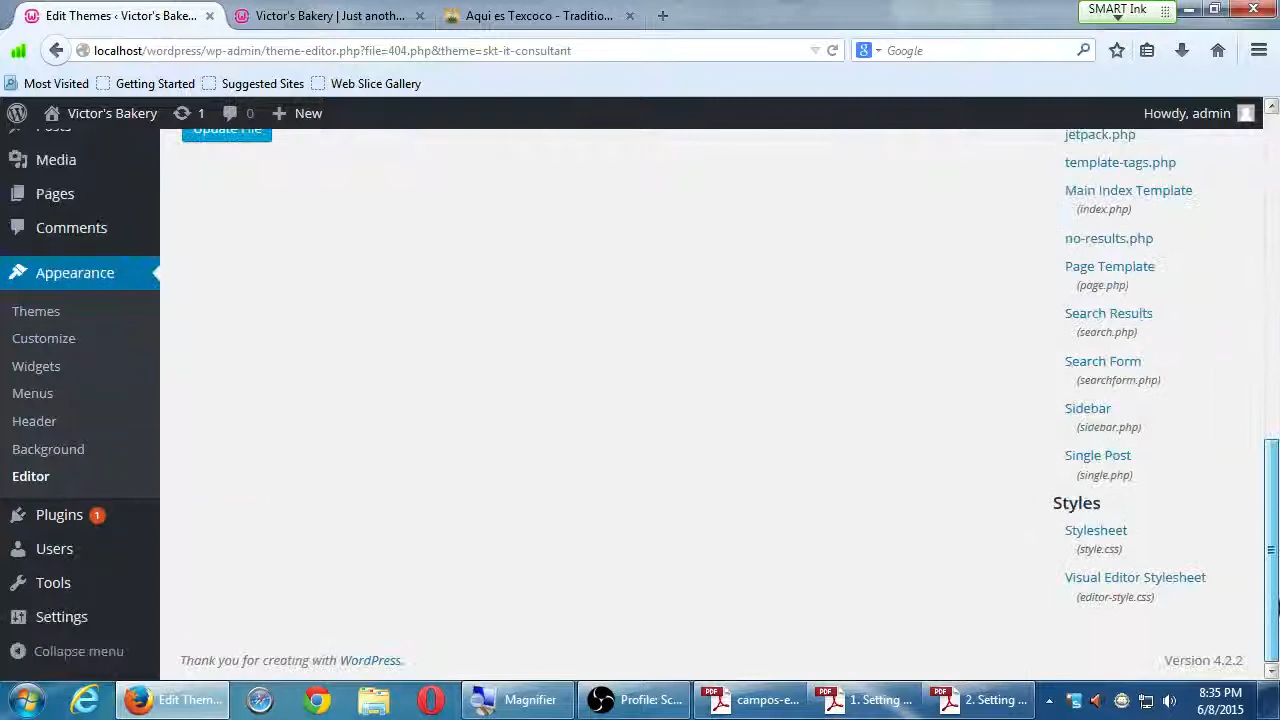 SMART Ink
Edit Themes ‹ Victor's Bake...
Victor's Bakery | Just anoth...
Aquí es Texcoco - Traditio...
localhost/wordpress/wp-admin/theme-editor.php?file=404.php&theme=skt-it-consultant
Google
Most Visited
Getting Started
Suggested Sites
Web Slice Gallery
Victor's Bakery
1
0
New
Howdy, admin
Posts
Media
Pages
Comments
Appearance
Themes
Customize
Widgets
Menus
Header
Background
Editor
Plugins 1
Users
Tools
Settings
Collapse menu
Update File
jetpack.php
template-tags.php
Main Index Template
(index.php)
no-results.php
Page Template
(page.php)
Search Results
(search.php)
Search Form
(searchform.php)
Sidebar
(sidebar.php)
Single Post
(single.php)
Styles
Stylesheet
(style.css)
Visual Editor Stylesheet
(editor-style.css)
Thank you for creating with WordPress.
Version 4.2.2
Edit Them...
Magnifier
Profile: Sc...
campos-e...
1. Setting ...
2. Setting ...
8:35 PM
6/8/2015